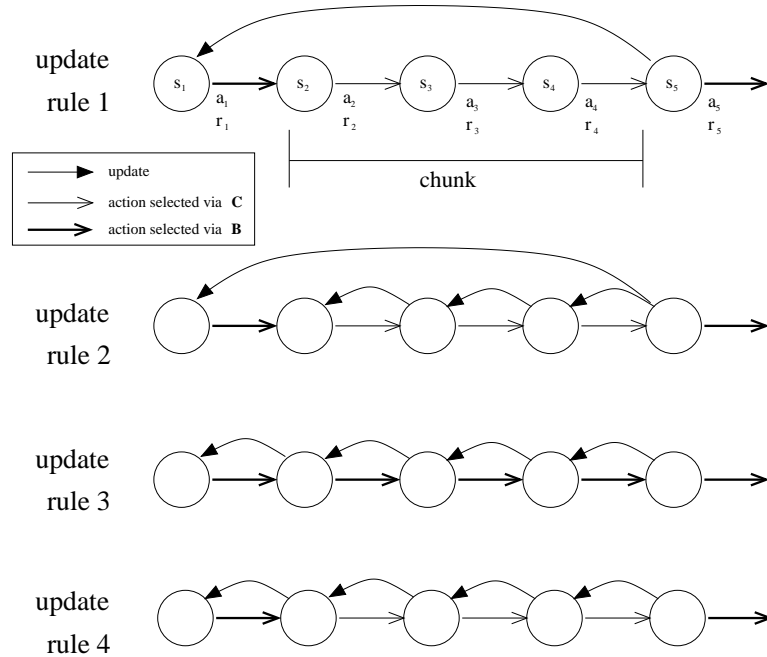 update
rule 1
s1 s2 s3 s4 s5
a1 a2 a3 a4 a5
r1 r2 r3 r4 r5
chunk
update
action selected via C
action selected via B
update
rule 2
update
rule 3
update
rule 4